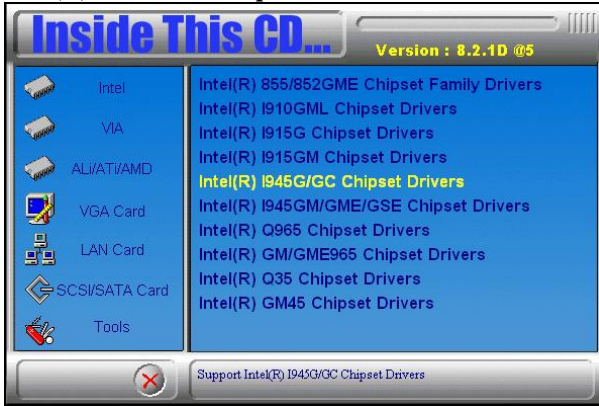 Inside This CD...
Version : 8.2.1D @5
Intel
VIA
ALi/ATi/AMD
VGA Card
LAN Card
SCSI/SATA Card
Tools
Intel(R) 855/852GME Chipset Family Drivers
Intel(R) I910GML Chipset Drivers
Intel(R) I915G Chipset Drivers
Intel(R) I915GM Chipset Drivers
Intel(R) I945G/GC Chipset Drivers
Intel(R) I945GM/GME/GSE Chipset Drivers
Intel(R) Q965 Chipset Drivers
Intel(R) GM/GME965 Chipset Drivers
Intel(R) Q35 Chipset Drivers
Intel(R) GM45 Chipset Drivers
Support Intel(R) I945G/GC Chipset Drivers